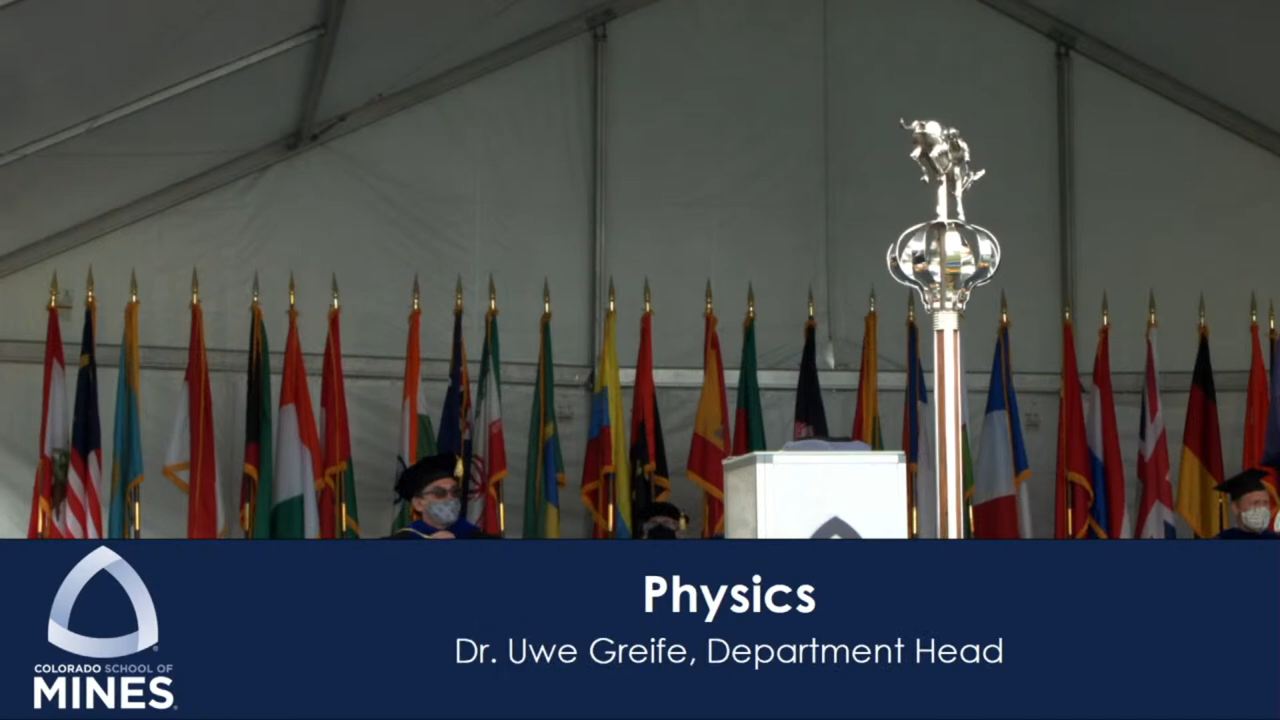 Physics
Dr. Uwe Greife, Department Head
COLORADO SCHOOL OF
MINES